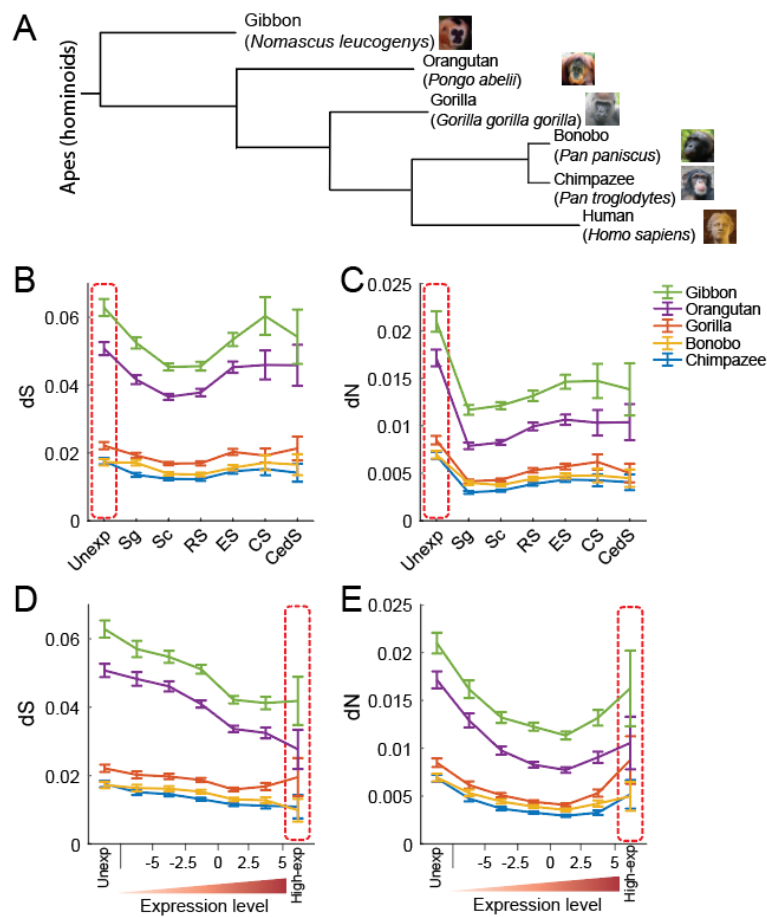 A
Apes (hominoids)
Gibbon
(Nomascus leucogenys)
Orangutan
(Pongo abelii)
Gorilla
(Gorilla gorilla gorilla)
Bonobo
(Pan paniscus)
Chimpazee
(Pan troglodytes)
Human
(Homo sapiens)
B
dS
0.06
0.04
0.02
0
Unexp
Sg
Sc
RS
ES
CS
CedS
C
dN
0.025
0.02
0.015
0.01
0.005
0
Unexp
Sg
Sc
RS
ES
CS
CedS
Gibbon
Orangutan
Gorilla
Bonobo
Chimpazee
D
dS
0.06
0.04
0.02
0
Unexp
-5 -2.5 0 2.5 5
High-exp
Expression level
E
dN
0.025
0.02
0.015
0.01
0.005
0
Unexp
-5 -2.5 0 2.5 5
High-exp
Expression level